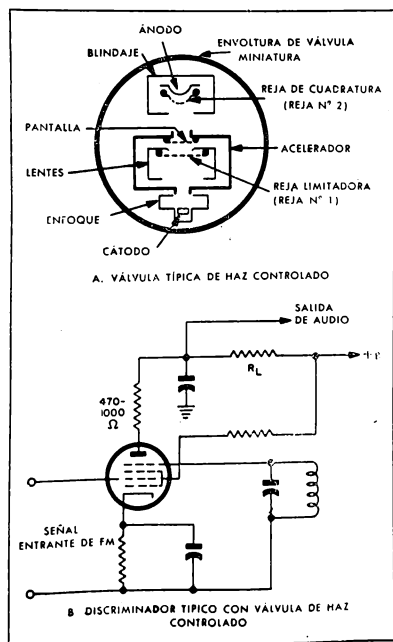 ÁNODO
BLINDAJE
ENVOLTURA DE VÁLVULA
MINIATURA
REJA DE CUADRATURA
(REJA Nº 2)
PANTALLA
ACELERADOR
LENTES
REJA LIMITADORA
(REJA Nº 1)
ENFOQUE
CÁTODO
A. VÁLVULA TÍPICA DE HAZ CONTROLADO
SALIDA
DE AUDIO
RL
470-
1000
Ω
SEÑAL
ENTRANTE DE FM
B DISCRIMINADOR TIPICO CON VÁLVULA DE HAZ
CONTROLADO